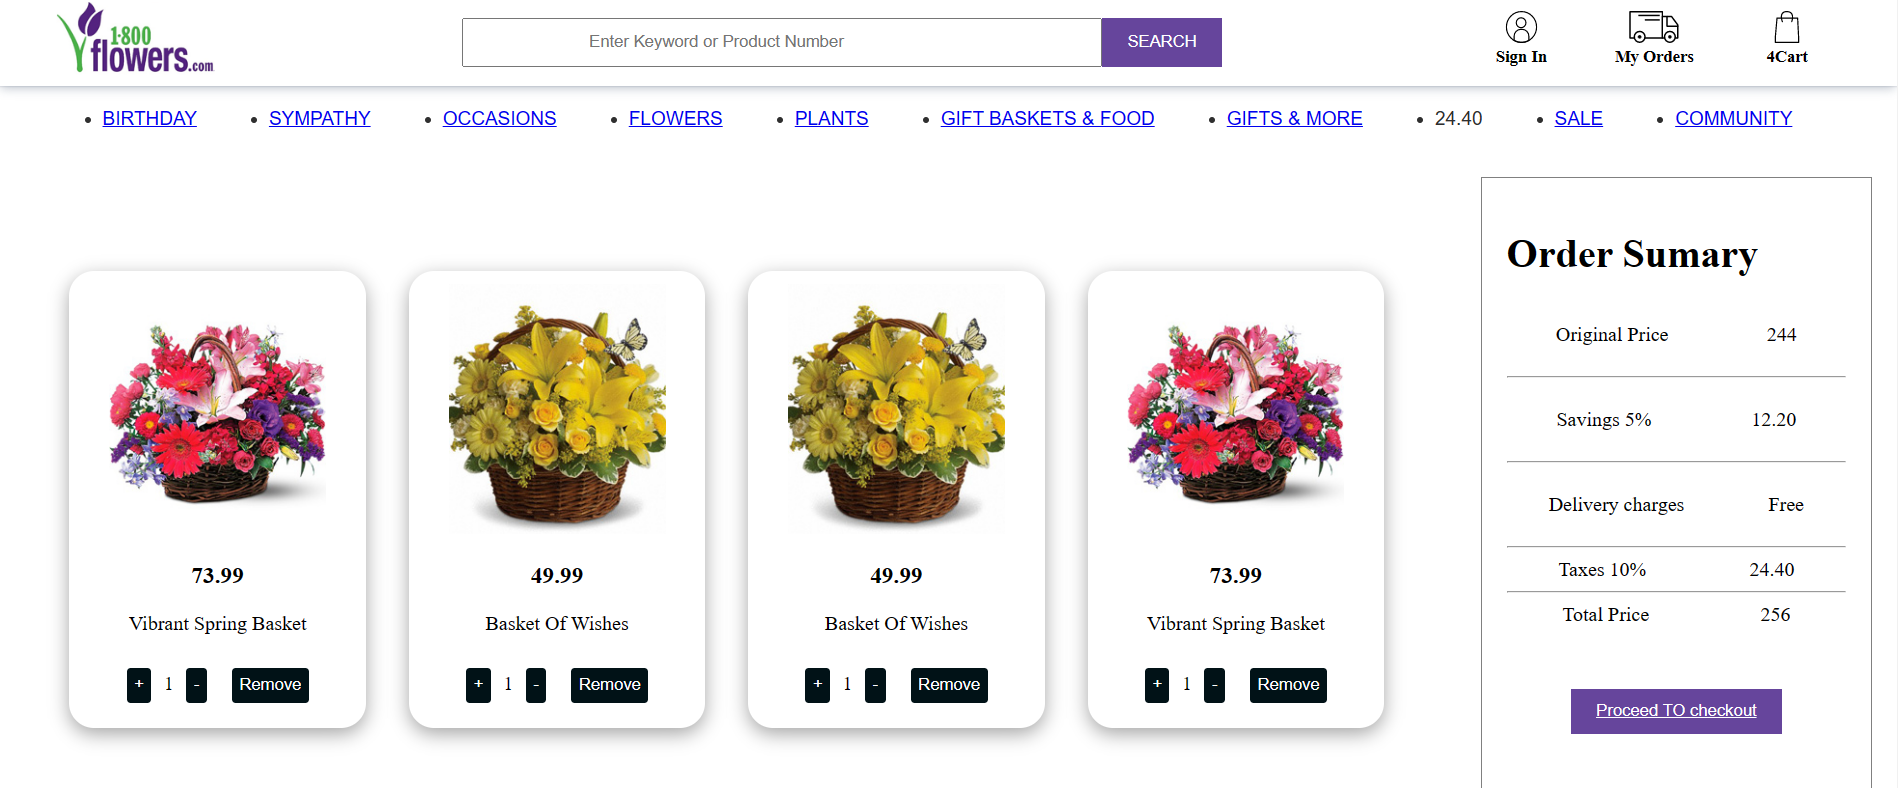 1-800
flowers.com
Enter Keyword or Product Number
SEARCH
Sign In
My Orders
4Cart
BIRTHDAY
SYMPATHY
OCCASIONS
FLOWERS
PLANTS
GIFT BASKETS & FOOD
GIFTS & MORE
24.40
SALE
COMMUNITY
73.99
Vibrant Spring Basket
+ 1 - Remove
49.99
Basket Of Wishes
+ 1 - Remove
49.99
Basket Of Wishes
+ 1 - Remove
73.99
Vibrant Spring Basket
+ 1 - Remove
Order Sumary
Original Price 244
Savings 5% 12.20
Delivery charges Free
Taxes 10% 24.40
Total Price 256
Proceed TO checkout